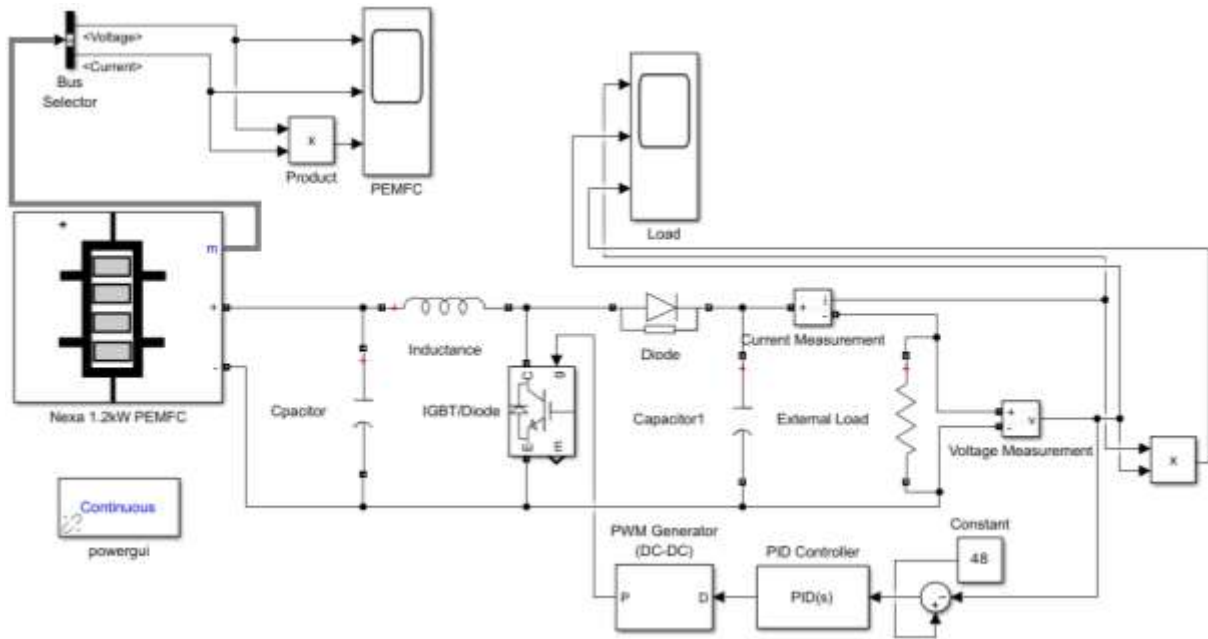 <Voltage>
<Current>
Bus
Selector
x
Product
PEMFC
Load
m
+
+
-
Nexa 1.2kW PEMFC
Continuous
powergui
+
Inductance
+
Cpacitor
C
g
E
m
IGBT/Diode
Diode
+
Capacitor1
+
i
-
Current Measurement
+
External Load
+
-
v
Voltage Measurement
x
Constant
48
PWM Generator
(DC-DC)
P
D
PID Controller
PID(s)
-
+